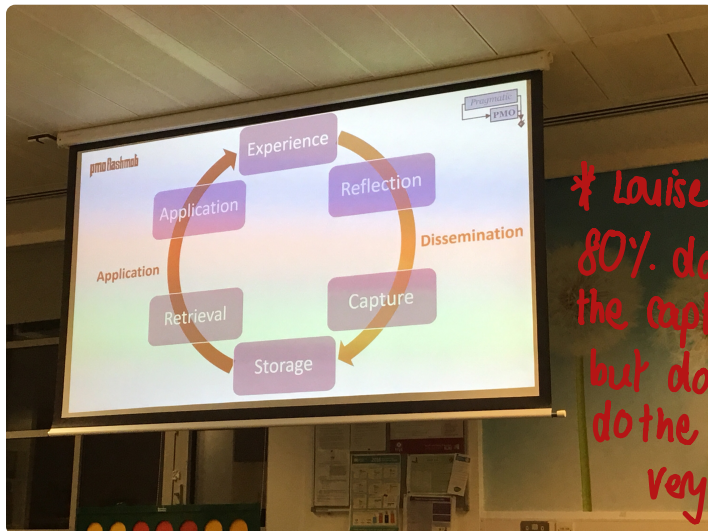 pmo flashmob
Pragmatic
PMO
Experience
Reflection
Dissemination
Capture
Storage
Retrieval
Application
Application
* Louise
80%. do
the cap
but do
do the
very